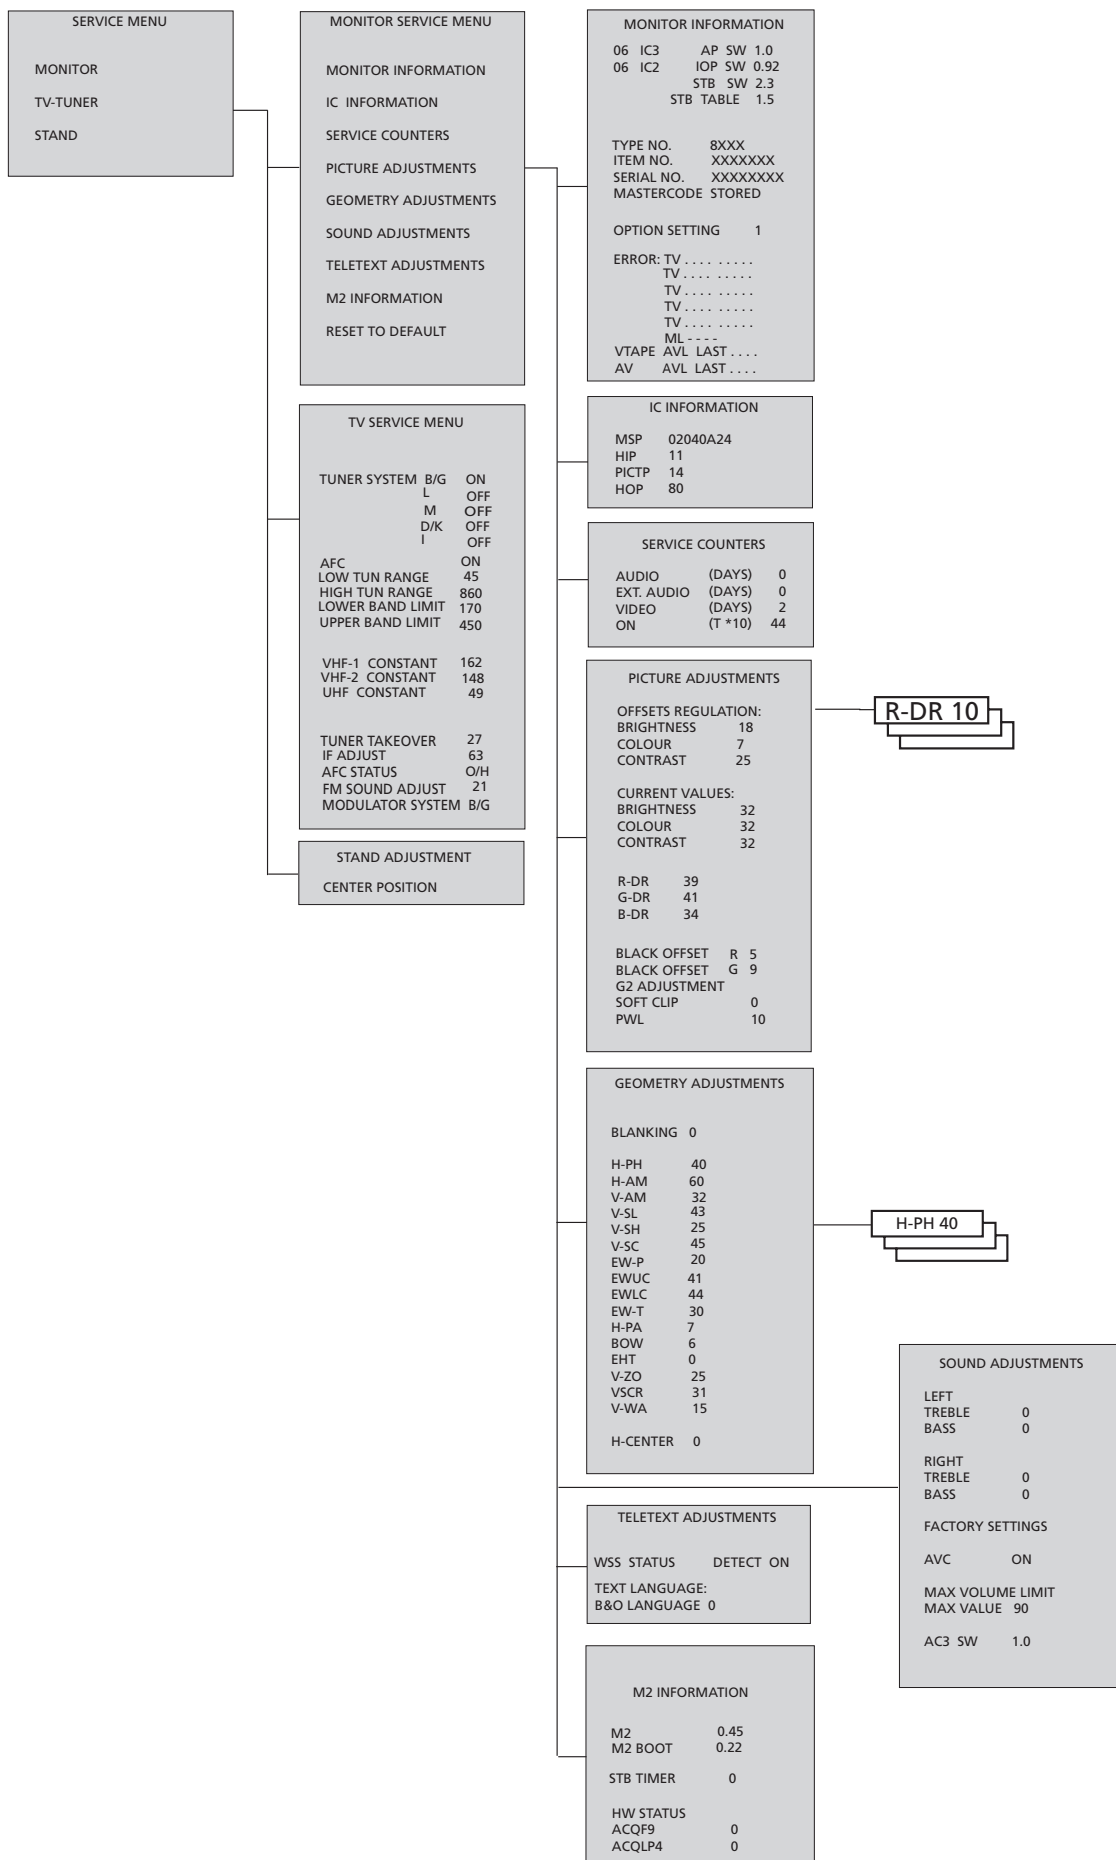 SERVICE MENU
MONITOR
TV-TUNER
STAND
MONITOR SERVICE MENU
MONITOR INFORMATION
IC INFORMATION
SERVICE COUNTERS
PICTURE ADJUSTMENTS
GEOMETRY ADJUSTMENTS
SOUND ADJUSTMENTS
TELETEXT ADJUSTMENTS
M2 INFORMATION
RESET TO DEFAULT
TV SERVICE MENU
TUNER SYSTEM B/G ON
L OFF
M OFF
D/K OFF
I OFF
AFC ON
LOW TUN RANGE 45
HIGH TUN RANGE 860
LOWER BAND LIMIT 170
UPPER BAND LIMIT 450
VHF-1 CONSTANT 162
VHF-2 CONSTANT 148
UHF CONSTANT 49
TUNER TAKEOVER 27
IF ADJUST 63
AFC STATUS O/H
FM SOUND ADJUST 21
MODULATOR SYSTEM B/G
STAND ADJUSTMENT
CENTER POSITION
MONITOR INFORMATION
06 IC3 AP SW 1.0
06 IC2 IOP SW 0.92
STB SW 2.3
STB TABLE 1.5
TYPE NO. 8XXX
ITEM NO. XXXXXXX
SERIAL NO. XXXXXXXX
MASTERCODE STORED
OPTION SETTING 1
ERROR: TV . . . . . . . . .
TV . . . . . . . . .
TV . . . . . . . . .
TV . . . . . . . . .
TV . . . . . . . . .
ML - - - -
VTAPE AVL LAST . . . .
AV AVL LAST . . . .
IC INFORMATION
MSP 02040A24
HIP 11
PICTP 14
HOP 80
SERVICE COUNTERS
AUDIO (DAYS) 0
EXT. AUDIO (DAYS) 0
VIDEO (DAYS) 2
ON (T *10) 44
PICTURE ADJUSTMENTS
OFFSETS REGULATION:
BRIGHTNESS 18
COLOUR 7
CONTRAST 25
CURRENT VALUES:
BRIGHTNESS 32
COLOUR 32
CONTRAST 32
R-DR 39
G-DR 41
B-DR 34
BLACK OFFSET R 5
BLACK OFFSET G 9
G2 ADJUSTMENT
SOFT CLIP 0
PWL 10
R-DR 10
GEOMETRY ADJUSTMENTS
BLANKING 0
H-PH 40
H-AM 60
V-AM 32
V-SL 43
V-SH 25
V-SC 45
EW-P 20
EWUC 41
EWLC 44
EW-T 30
H-PA 7
BOW 6
EHT 0
V-ZO 25
VSCR 31
V-WA 15
H-CENTER 0
H-PH 40
SOUND ADJUSTMENTS
LEFT
TREBLE 0
BASS 0
RIGHT
TREBLE 0
BASS 0
FACTORY SETTINGS
AVC ON
MAX VOLUME LIMIT
MAX VALUE 90
AC3 SW 1.0
TELETEXT ADJUSTMENTS
WSS STATUS DETECT ON
TEXT LANGUAGE:
B&O LANGUAGE 0
M2 INFORMATION
M2 0.45
M2 BOOT 0.22
STB TIMER 0
HW STATUS
ACQF9 0
ACQLP4 0